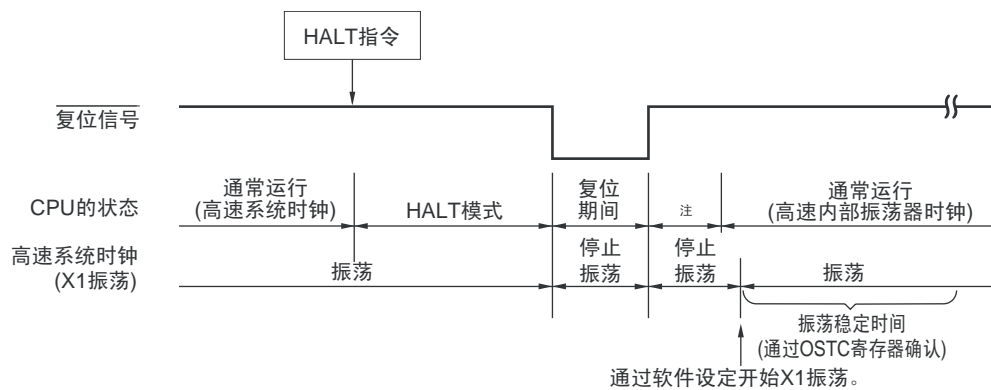 HALT指令
复位信号
CPU的状态
通常运行
(高速系统时钟)
HALT模式
复位
期间
注
通常运行
(高速内部振荡器时钟)
高速系统时钟
(X1振荡)
振荡
停止
振荡
停止
振荡
振荡
振荡稳定时间
(通过OSTC寄存器确认)
通过软件设定开始X1振荡。